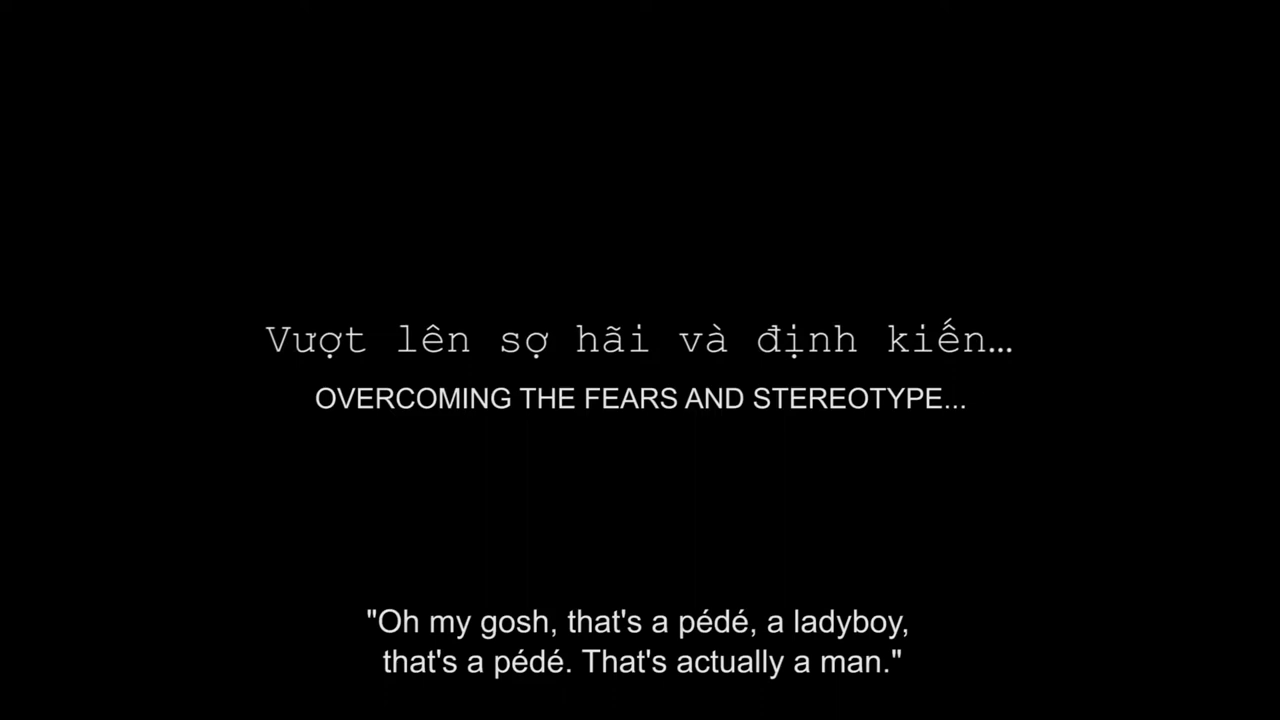 Vượt lên sợ hãi và định kiến…
OVERCOMING THE FEARS AND STEREOTYPE...
"Oh my gosh, that's a pédé, a ladyboy,
that's a pédé. That's actually a man."